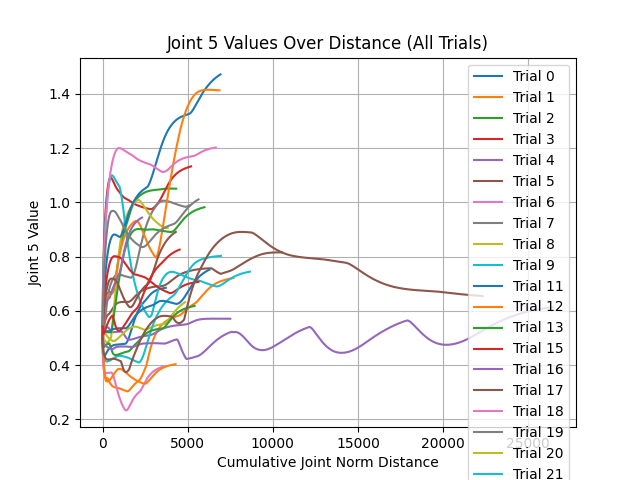 Joint 5 Values Over Distance (All Trials)
Joint 5 Value
1.4
1.2
1.0
0.8
0.6
0.4
0.2
0
5000
10000
15000
20000
25000
Cumulative Joint Norm Distance
Trial 0
Trial 1
Trial 2
Trial 3
Trial 4
Trial 5
Trial 6
Trial 7
Trial 8
Trial 9
Trial 11
Trial 12
Trial 13
Trial 15
Trial 16
Trial 17
Trial 18
Trial 19
Trial 20
Trial 21